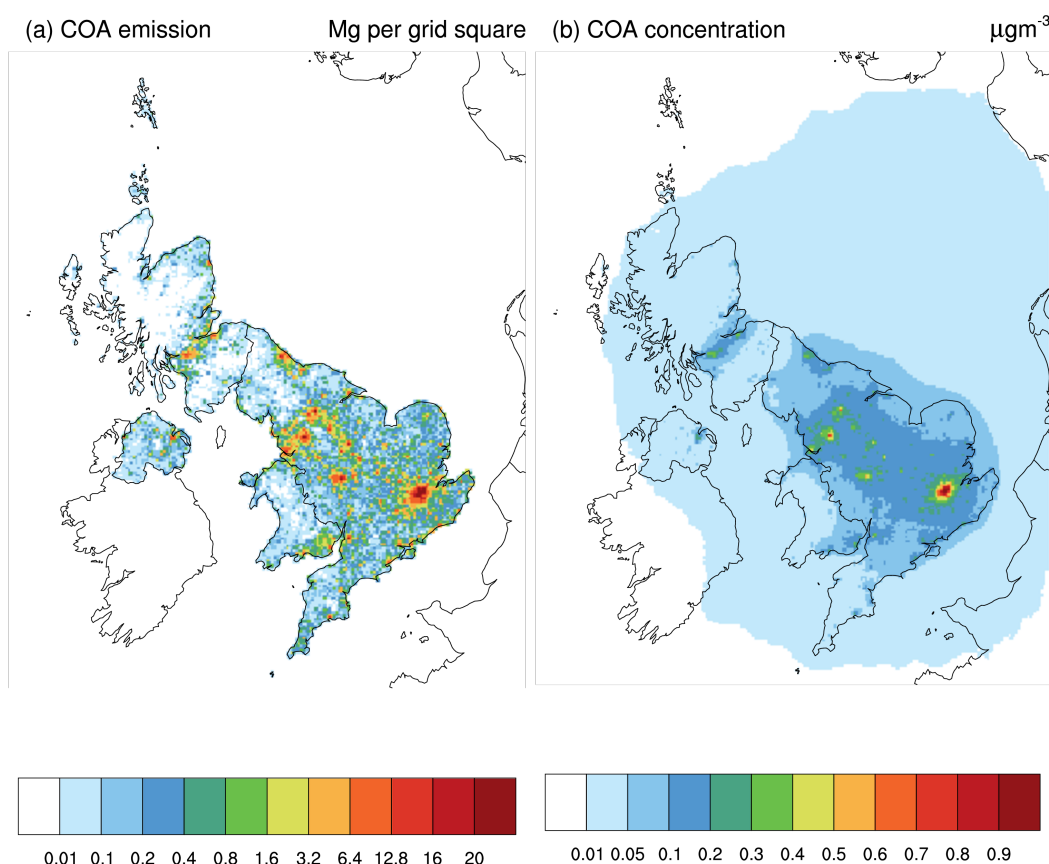 (a) COA emission Mg per grid square
(b) COA concentration μgm⁻³
0.01 0.1 0.2 0.4 0.8 1.6 3.2 6.4 12.8 16 20
0.01 0.05 0.1 0.2 0.3 0.4 0.5 0.6 0.7 0.8 0.9